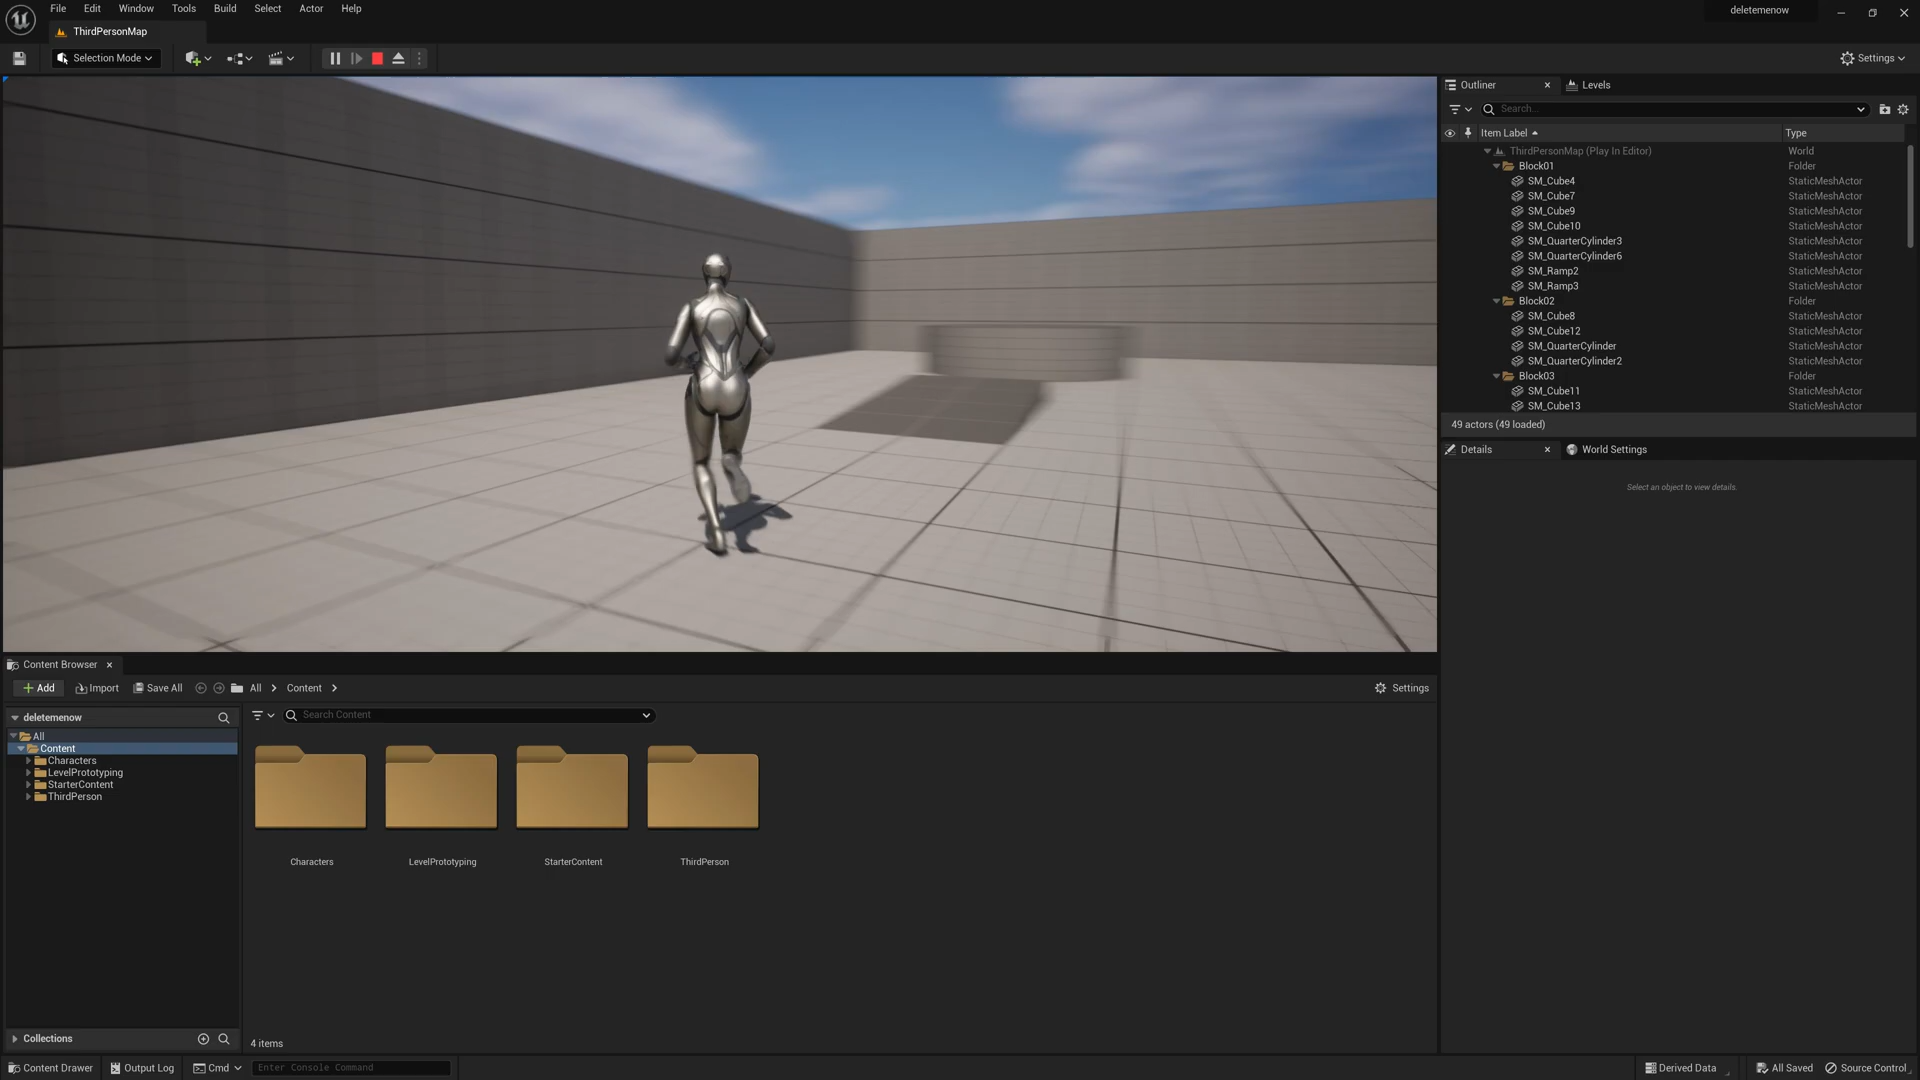 File Edit Window Tools Build Select Actor Help
deletemenow
ThirdPersonMap
Selection Mode
Settings
Outliner
Levels
Search...
Item Label Type
ThirdPersonMap (Play In Editor) World
Block01 Folder
SM_Cube4 StaticMeshActor
SM_Cube7 StaticMeshActor
SM_Cube9 StaticMeshActor
SM_Cube10 StaticMeshActor
SM_QuarterCylinder3 StaticMeshActor
SM_QuarterCylinder6 StaticMeshActor
SM_Ramp2 StaticMeshActor
SM_Ramp3 StaticMeshActor
Block02 Folder
SM_Cube8 StaticMeshActor
SM_Cube12 StaticMeshActor
SM_QuarterCylinder StaticMeshActor
SM_QuarterCylinder2 StaticMeshActor
Block03 Folder
SM_Cube11 StaticMeshActor
SM_Cube13 StaticMeshActor
49 actors (49 loaded)
Details
World Settings
Select an object to view details.
Content Browser
Add Import Save All All Content
Settings
deletemenow
Search Content
All
Content
Characters
LevelPrototyping
StarterContent
ThirdPerson
Characters LevelPrototyping StarterContent ThirdPerson
Collections
4 items
Content Drawer Output Log Cmd Enter Console Command
Derived Data All Saved Source Control